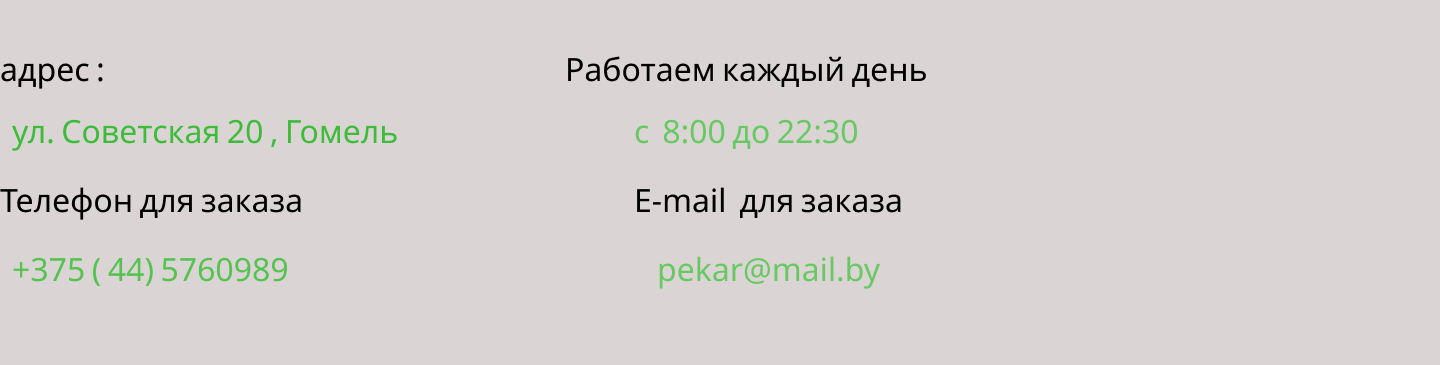 адрес :
Работаем каждый день
ул. Советская 20 , Гомель
с  8:00 до 22:30
Телефон для заказа
E-mail  для заказа
+375 ( 44) 5760989
pekar@mail.by